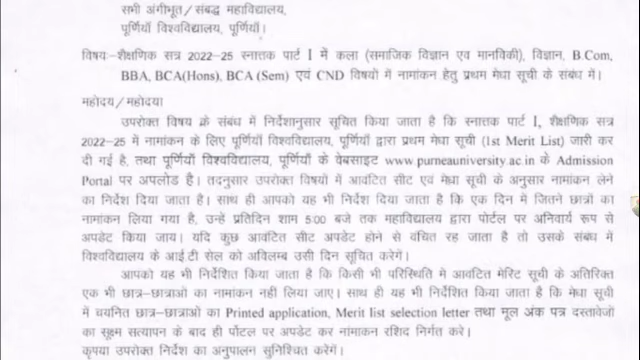 सभी अंगीभूत/संबद्ध महाविद्यालय,
पूर्णियाँ विश्वविद्यालय, पूर्णियाँ।
विषयः-शैक्षणिक सत्र 2022-25 स्नातक पार्ट I में कला (समाजिक विज्ञान एव मानविकी), विज्ञान, B.Com,
BBA, BCA(Hons), BCA (Sem) एवं CND विषयों में नामांकन हेतु प्रथम मेधा सूची के संबंध में।
महोदय/महोदया
उपरोक्त विषय के संबंध में निर्देशानुसार सूचित किया जाता है कि स्नातक पार्ट I, शैक्षणिक सत्र
2022-25 में नामांकन के लिए पूर्णियाँ विश्वविद्यालय, पूर्णियाँ द्वारा प्रथम मेधा सूची (1st Merit List) जारी कर
दी गई है, तथा पूर्णियाँ विश्वविद्यालय, पूर्णियाँ के वेबसाइट www.purneauniversity.ac.in के Admission
Portal पर अपलोड है। तदनुसार उपरोक्त विषयों में आवंटित सीट एवं मेधा सूची के अनुसार नामांकन लेने
का निर्देश दिया जाता है। साथ ही आपको यह भी निर्देश दिया जाता है कि एक दिन में जितने छात्रों का
नामांकन लिया गया है, उन्हें प्रतिदिन शाम 5:00 बजे तक महाविद्यालय द्वारा पोर्टल पर अनिवार्य रूप से
अपडेट किया जाय। यदि कुछ आवंटित सीट अपडेट होने से वंचित रह जाता है तो उसके संबंध में
विश्वविद्यालय के आई.टी सेल को अविलम्ब उसी दिन सूचित करेगें।
आपको यह भी निर्देशित किया जाता है कि किसी भी परिस्थिति मे आवंटित मेरिट सूची के अतिरिक्त
एक भी छात्र-छात्राओं का नामांकन नही लिया जाए। साथ ही यह भी निर्देशित किया जाता है कि मेधा सूची
में चयनित छात्र-छात्राओं का Printed application, Merit list selection letter तथा मूल अंक पत्र दस्तावेजो
का सूक्ष्म सत्यापन के बाद ही पोंर्टल पर अपडेट कर नांमाकन रशिद निर्गत करे।
कृपया उपरोक्त निर्देश का अनुपालन सुनिश्चित करेगें।